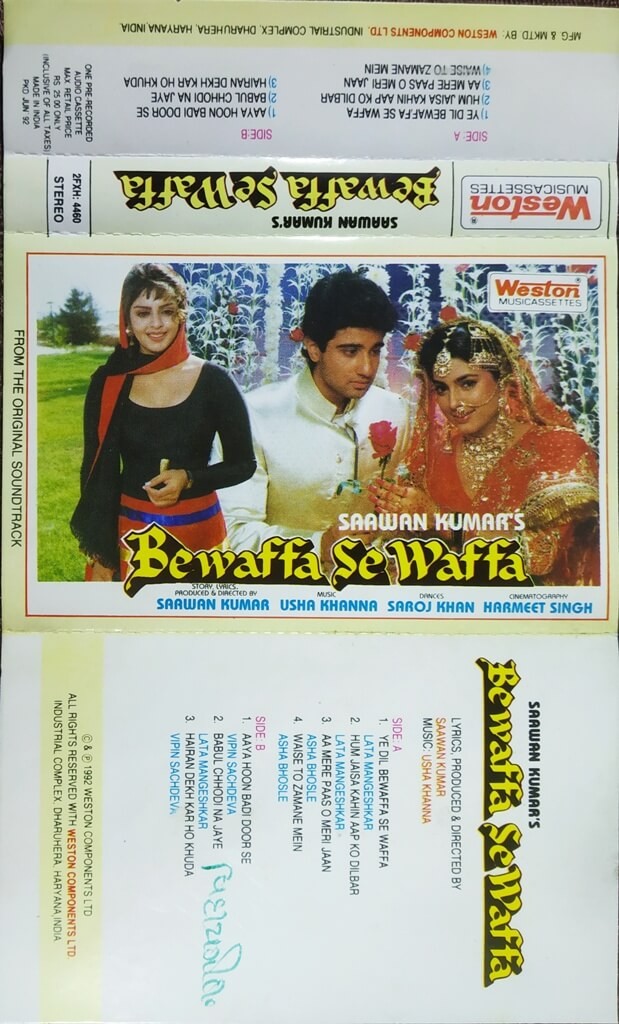 MFG & MKTD BY: WESTON COMPONENTS LTD. INDUSTRIAL COMPLEX, DHARUHERA, HARYANA, INDIA
SIDE: A
1) YE DIL BEWAFFA SE WAFFA
2) HUM JAISA KAHIN AAP KO DILBAR
3) AA MERE PAAS O MERI JAAN
4) WAISE TO ZAMANE MEIN
SIDE: B
1) AAYA HOON BADI DOOR SE
2) BABUL CHHODI NA JAYE
3) HAIRAN DEKH KAR HO KHUDA
ONE PRE-RECORDED
AUDIO CASSETTE
MAX RETAIL PRICE
RS 25 00 ONLY
(INCLUSIVE OF ALL TAXES)
MADE IN INDIA
PKD JUN '92
Weston®
MUSICASSETTES
SAAWAN KUMAR'S
Bewaffa Se Waffa
2FXH: 4460
STEREO
FROM THE ORIGINAL SOUNDTRACK
Weston®
MUSICASSETTES
SAAWAN KUMAR'S
Bewaffa Se Waffa
STORY, LYRICS,
PRODUCED & DIRECTED BY
SAAWAN KUMAR
MUSIC
USHA KHANNA
DANCES
SAROJ KHAN
CINEMATOGRAPHY
HARMEET SINGH
SAAWAN KUMAR'S
Bewaffa Se Waffa
LYRICS, PRODUCED & DIRECTED BY
SAAWAN KUMAR
MUSIC: USHA KHANNA
SIDE: A
1. YE DIL BEWAFFA SE WAFFA
LATA MANGESHKAR
2. HUM JAISA KAHIN AAP KO DILBAR
LATA MANGESHKAR
3. AA MERE PAAS O MERI JAAN
ASHA BHOSLE
4. WAISE TO ZAMANE MEIN
ASHA BHOSLE
SIDE: B
1. AAYA HOON BADI DOOR SE
VIPIN SACHDEVA
2. BABUL CHHODI NA JAYE
LATA MANGESHKAR
3. HAIRAN DEKH KAR HO KHUDA
VIPIN SACHDEVA
© & ℗ 1992 WESTON COMPONENTS LTD
ALL RIGHTS RESERVED WITH WESTON COMPONENTS LTD
INDUSTRIAL COMPLEX, DHARUHERA, HARYANA, INDIA